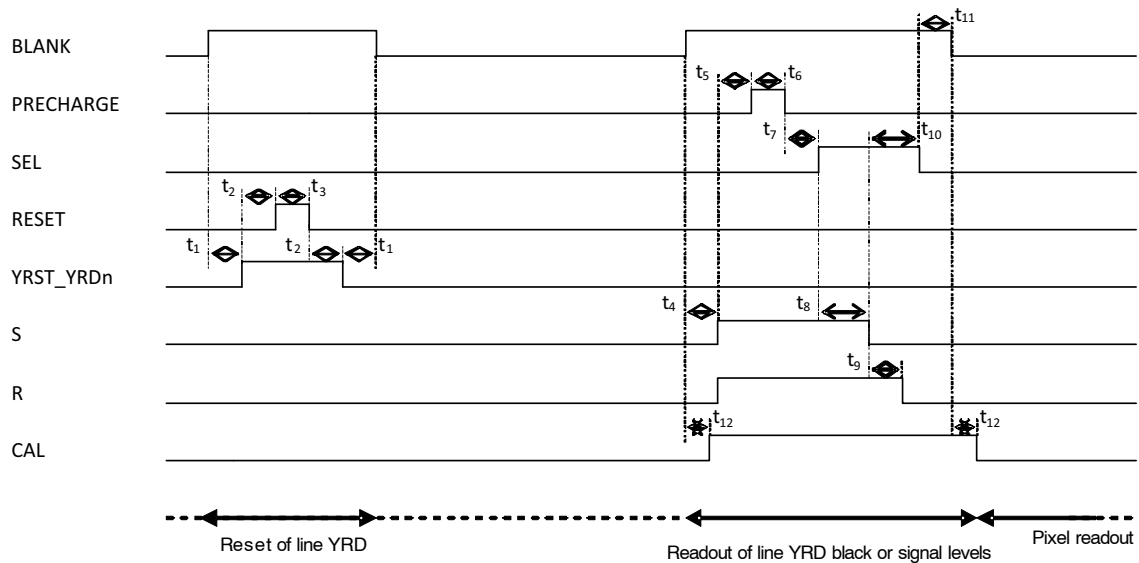 t11
BLANK
t5 t6
PRECHARGE
t7 t10
SEL
t2 t3
RESET
t1 t2 t1
YRST_YRDn
t4 t8
S
t9
R
t12 t12
CAL
Reset of line YRD
Readout of line YRD black or signal levels
Pixel readout